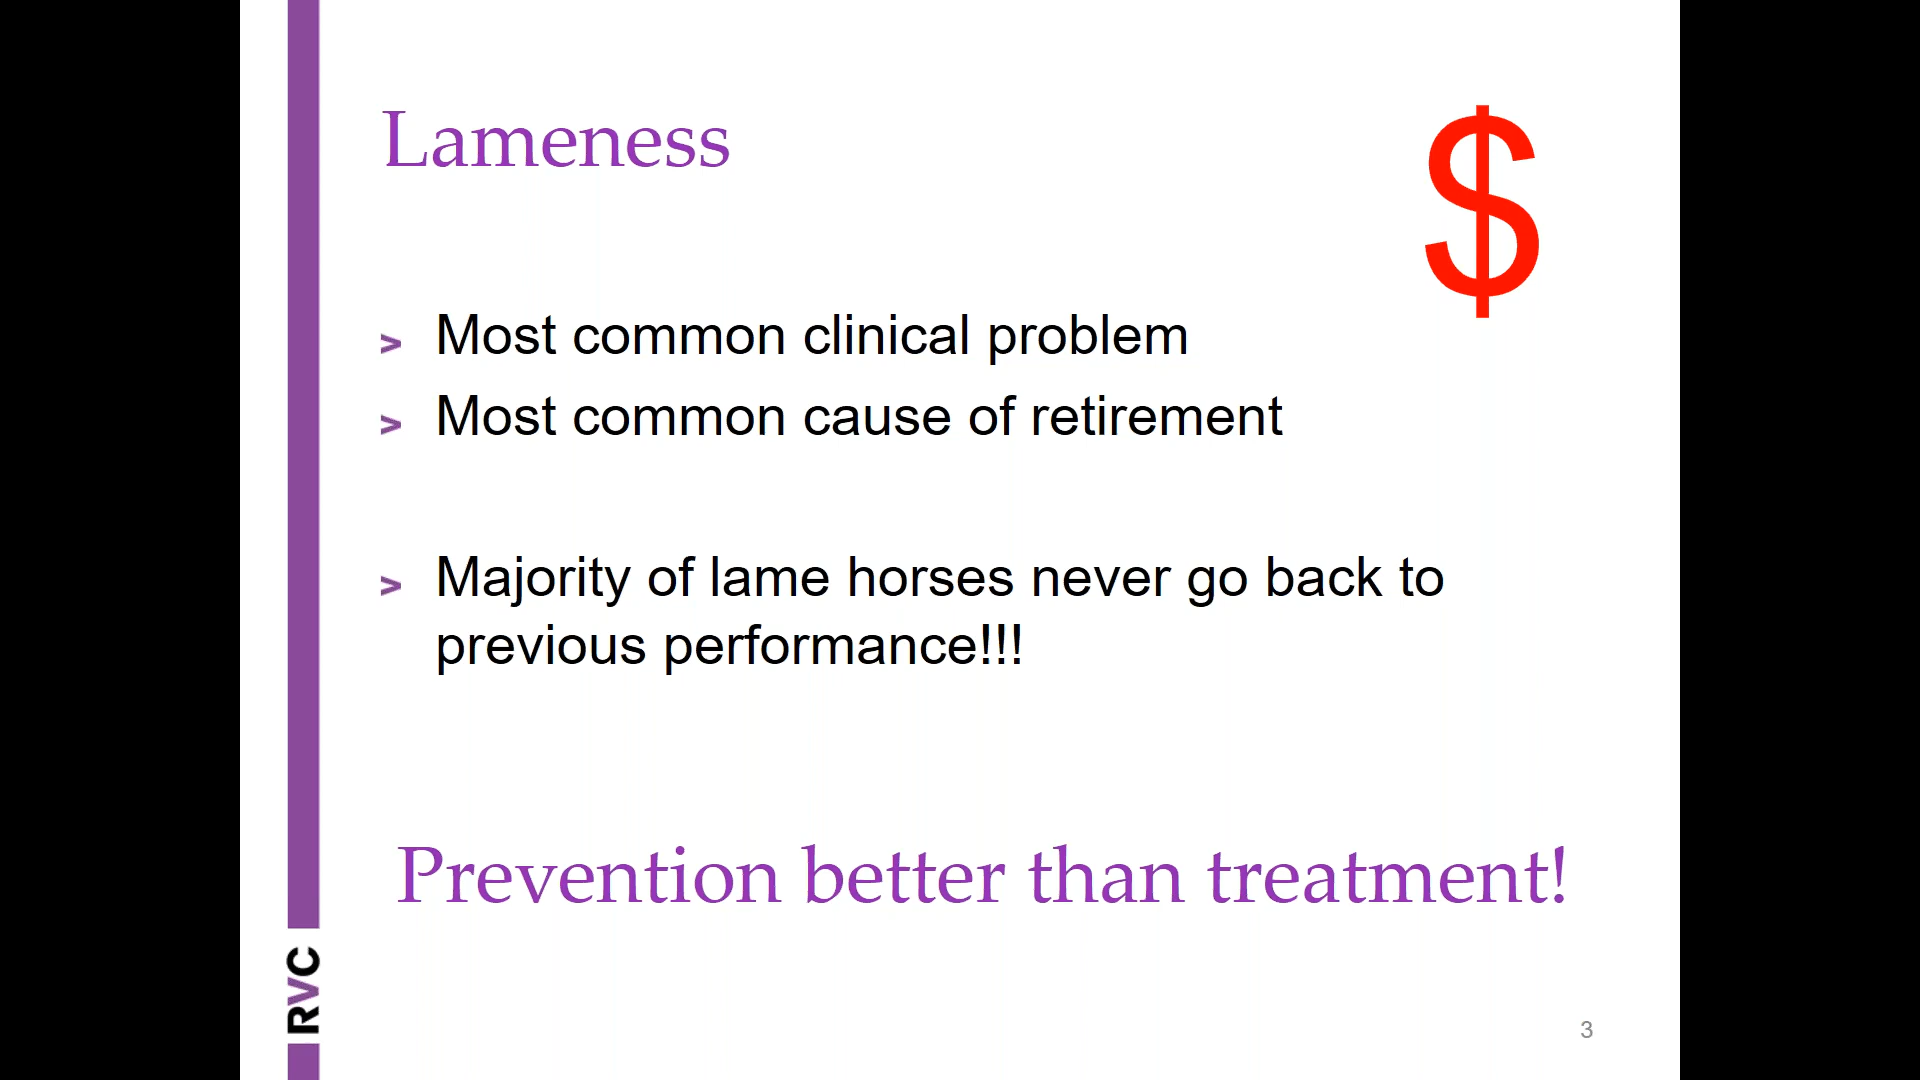 Lameness
$
> Most common clinical problem
> Most common cause of retirement
> Majority of lame horses never go back to
previous performance!!!
Prevention better than treatment!
RVC
3